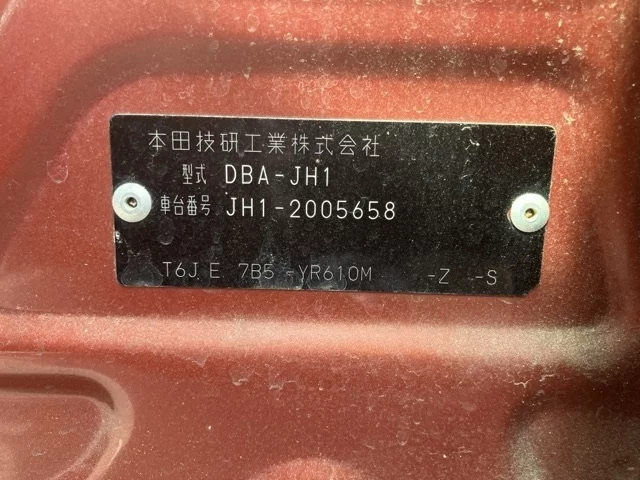 本田技研工業株式会社
型式 DBA-JH1
車台番号 JH1-2005658
T6J E 7B5 -YR610M -Z -S